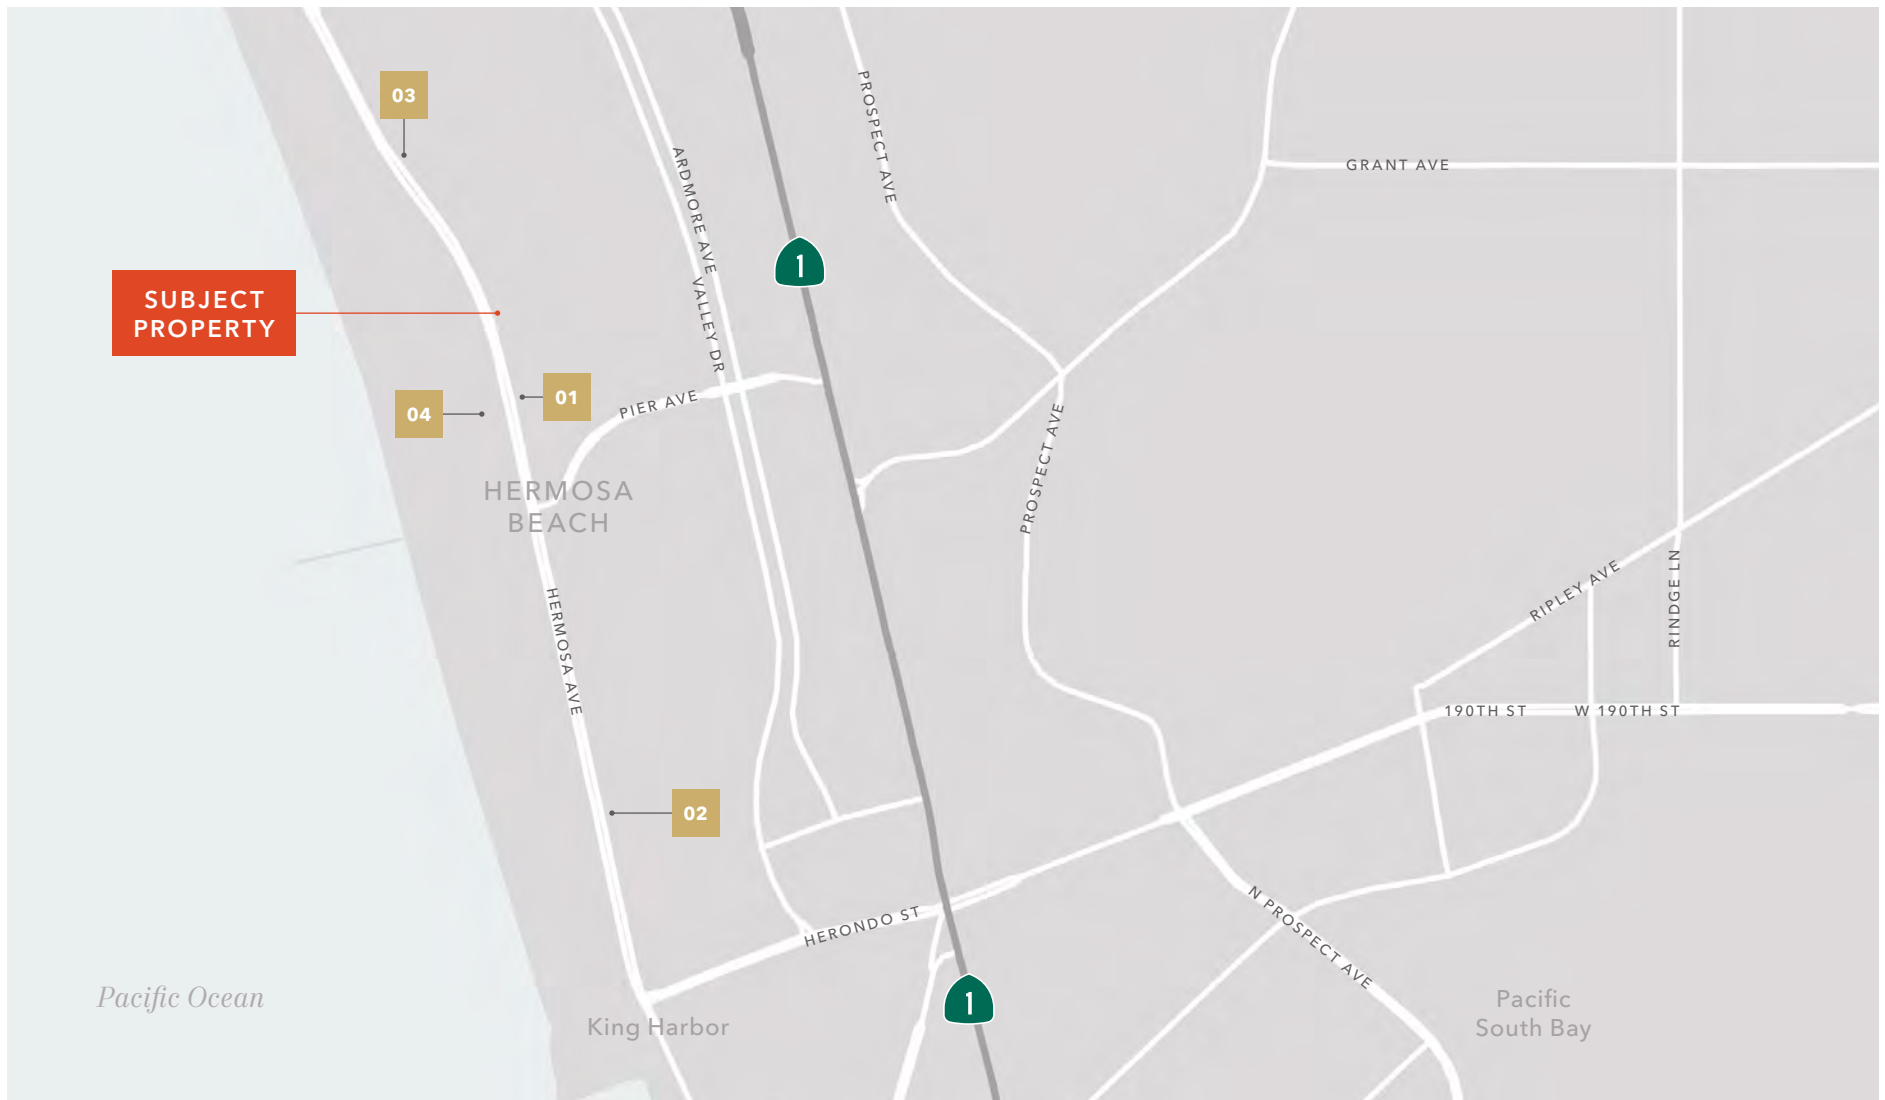 03
PROSPECT AVE
ARDMORE AVE
GRANT AVE
1
SUBJECT
PROPERTY
VALLEY DR
01
04
PIER AVE
PROSPECT AVE
HERMOSA
BEACH
HERMOSA AVE
RIPLEY AVE
RINDGE LN
190TH ST
W 190TH ST
02
HERONDO ST
N PROSPECT AVE
Pacific Ocean
1
King Harbor
Pacific
South Bay